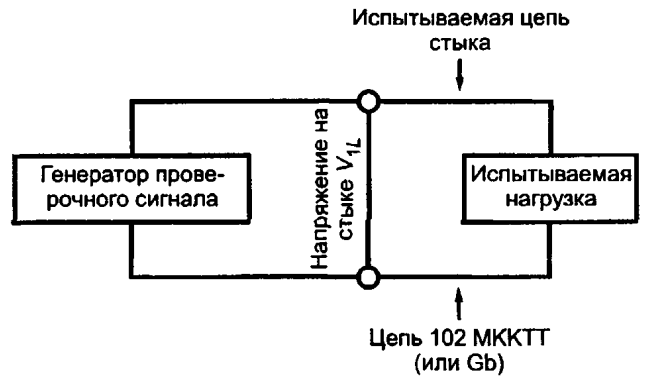 Испытываемая цепь
стыка
Генератор прове-
рочного сигнала
Напряжение на
стыке V1L
Испытываемая
нагрузка
Цепь 102 МККТТ
(или Gb)